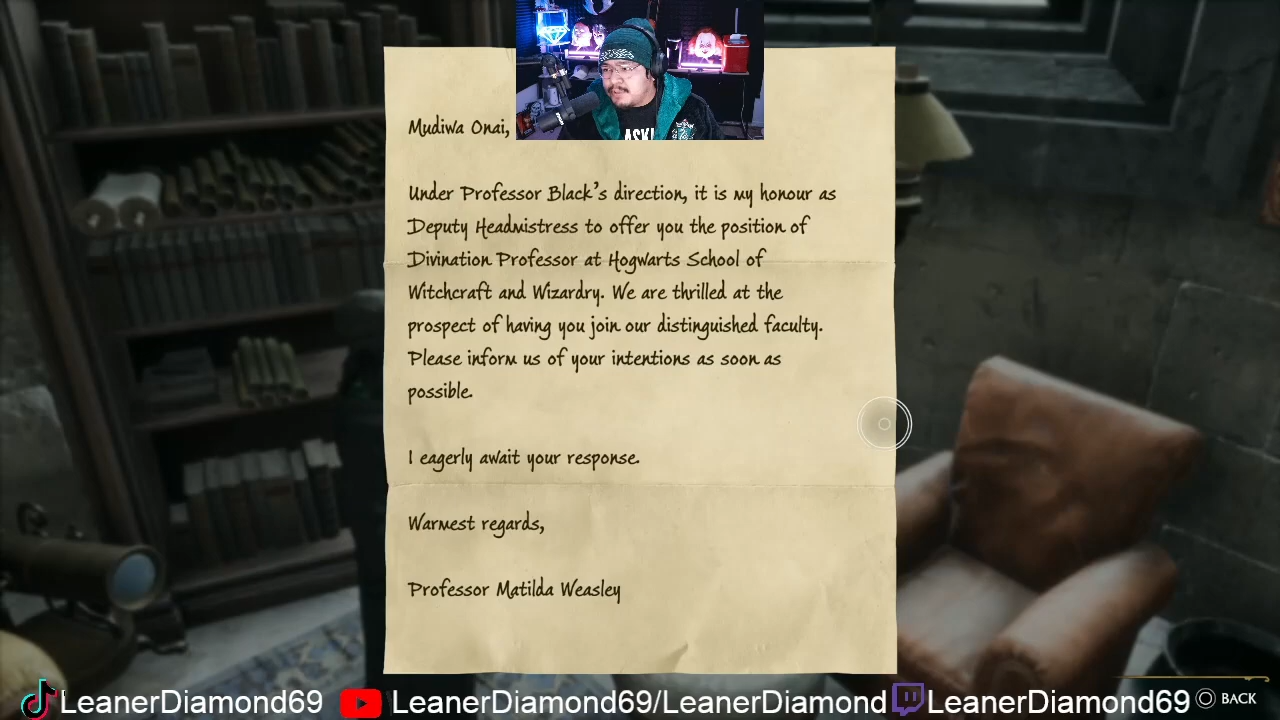 ASK!
Mudiwa Onai,
Under Professor Black's direction, it is my honour as
Deputy Headmistress to offer you the position of
Divination Professor at Hogwarts School of
Witchcraft and Wizardry. We are thrilled at the
prospect of having you join our distinguished faculty.
Please inform us of your intentions as soon as
possible.
I eagerly await your response.
Warmest regards,
Professor Matilda Weasley
LeanerDiamond69 LeanerDiamond69/LeanerDiamond LeanerDiamond69 BACK